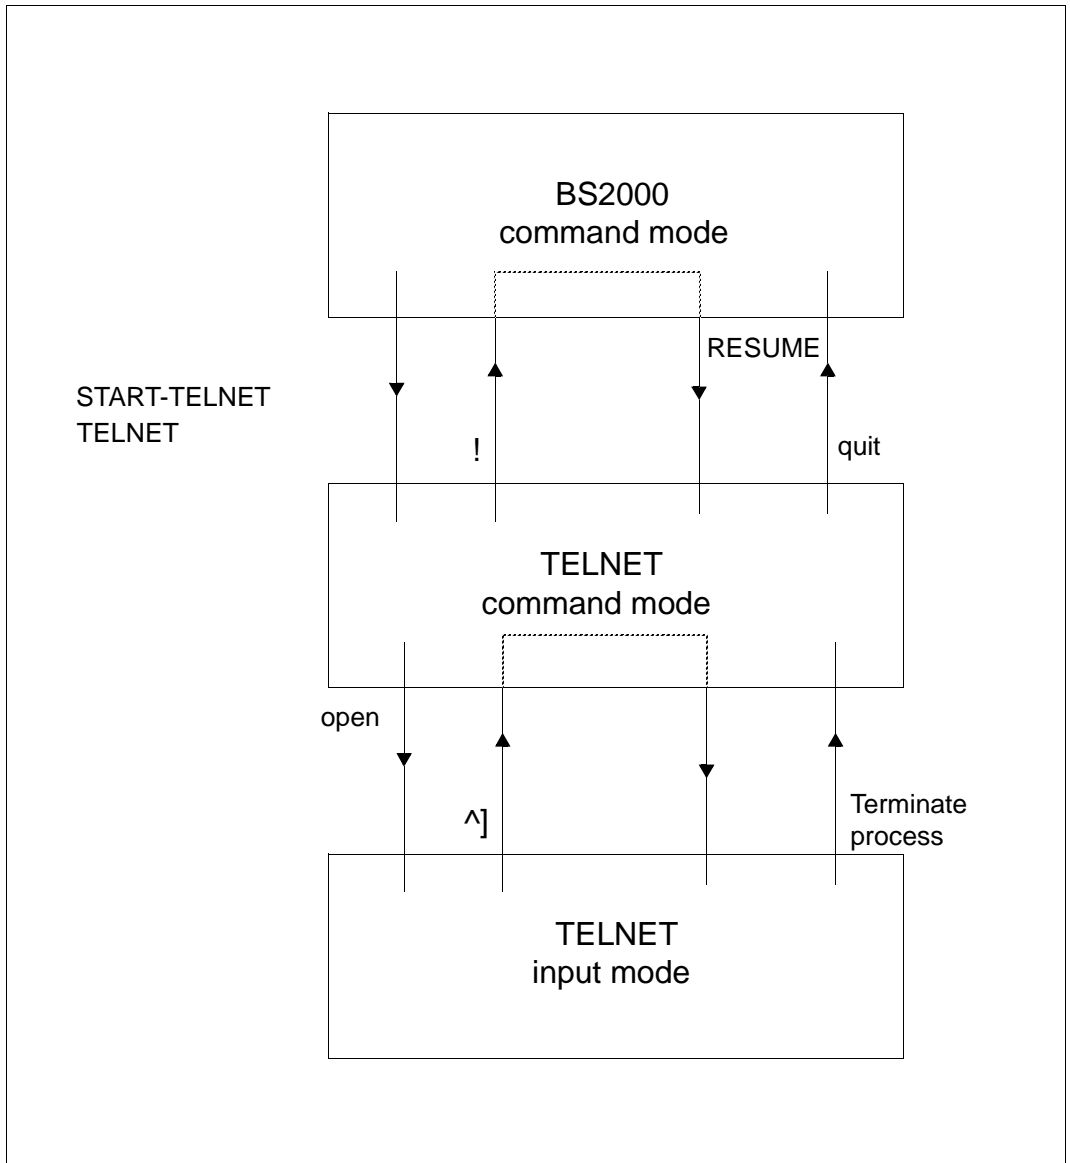 BS2000
command mode
RESUME
START-TELNET
TELNET
!
quit
TELNET
command mode
open
^]
Terminate
process
TELNET
input mode